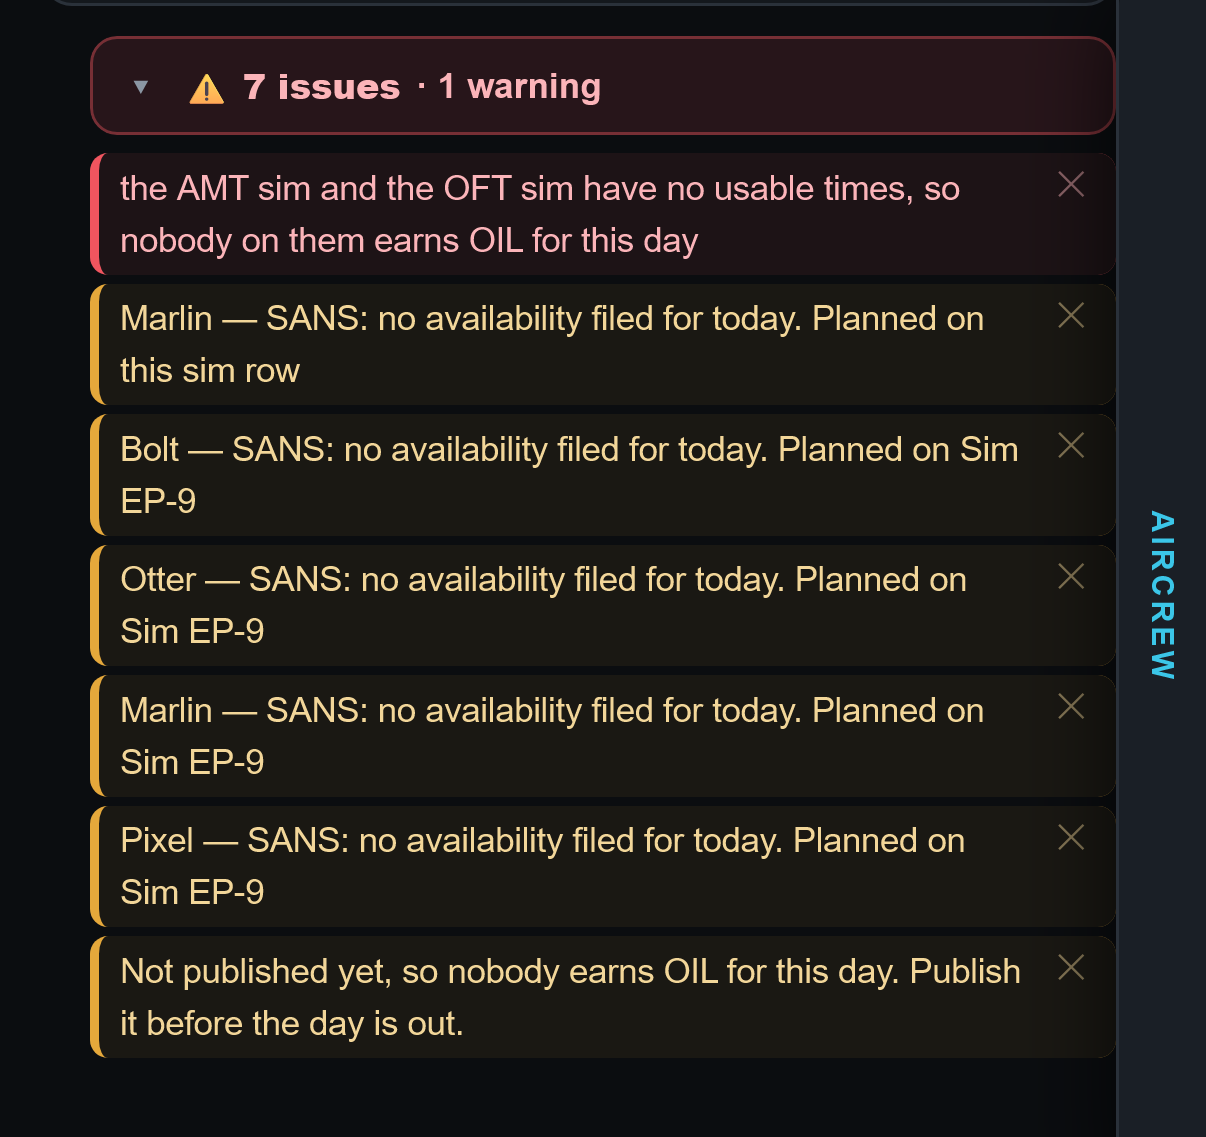 7 issues · 1 warning
the AMT sim and the OFT sim have no usable times, so
nobody on them earns OIL for this day
Marlin — SANS: no availability filed for today. Planned on
this sim row
Bolt — SANS: no availability filed for today. Planned on Sim
EP-9
Otter — SANS: no availability filed for today. Planned on
Sim EP-9
Marlin — SANS: no availability filed for today. Planned on
Sim EP-9
Pixel — SANS: no availability filed for today. Planned on
Sim EP-9
Not published yet, so nobody earns OIL for this day. Publish
it before the day is out.
AIRCREW